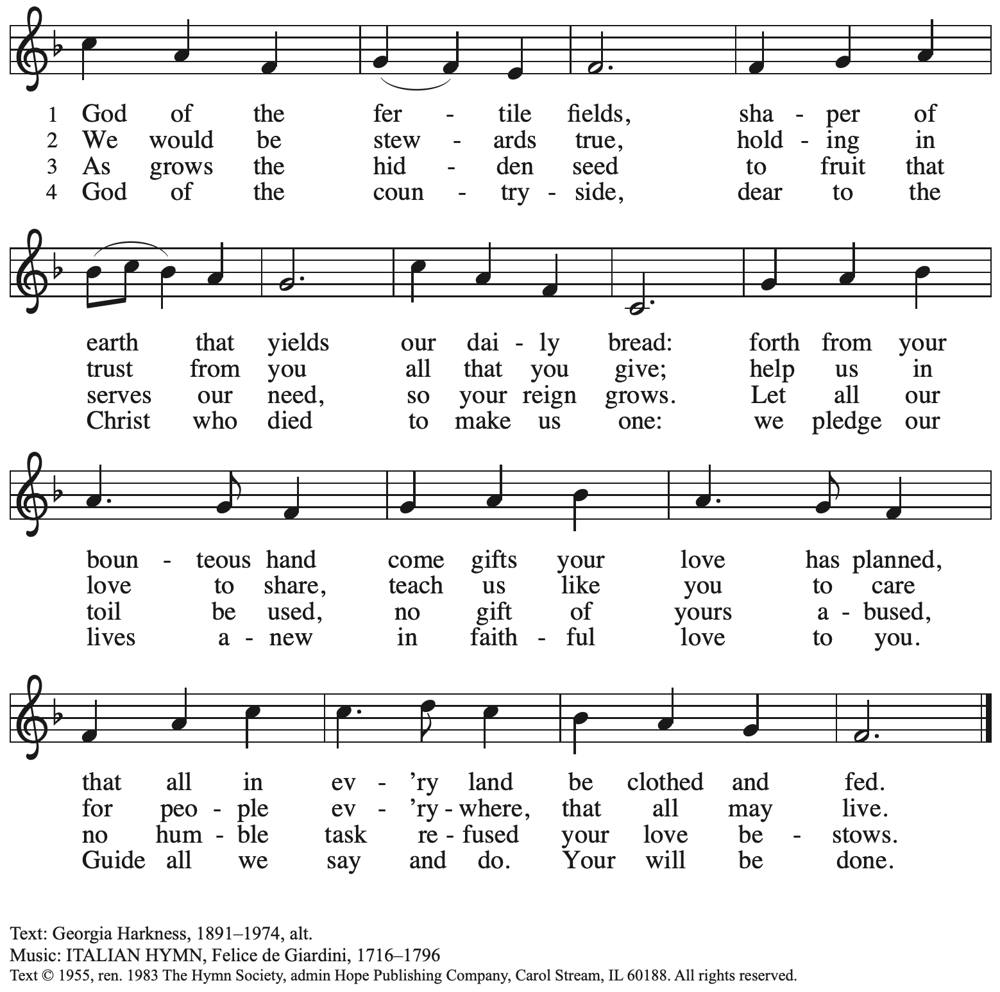 1 God of the fer - tile fields, sha - per of
2 We would be stew - ards true, hold - ing in
3 As grows the hid - den seed to fruit that
4 God of the coun - try - side, dear to the
earth that yields our dai - ly bread: forth from your
trust from you all that you give; help us in
serves our need, so your reign grows. Let all our
Christ who died to make us one: we pledge our
boun - teous hand come gifts your love has planned,
love to share, teach us like you to care
toil be used, no gift of yours a - bused,
lives a - new in faith - ful love to you.
that all in ev - ’ry land be clothed and fed.
for peo - ple ev - ’ry - where, that all may live.
no hum - ble task re - fused your love be - stows.
Guide all we say and do. Your will be done.
Text: Georgia Harkness, 1891–1974, alt.
Music: ITALIAN HYMN, Felice de Giardini, 1716–1796
Text © 1955, ren. 1983 The Hymn Society, admin Hope Publishing Company, Carol Stream, IL 60188. All rights reserved.